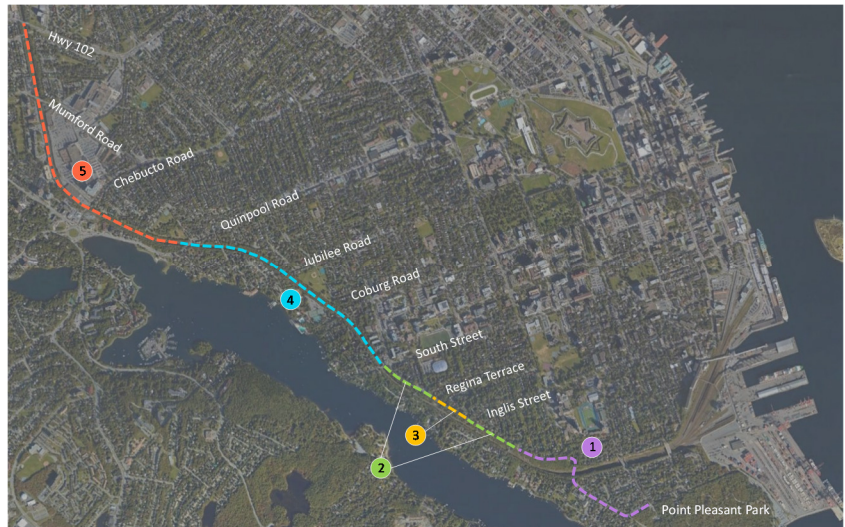 Hwy 102
Mumford Road
5
Chebucto Road
Quinpool Road
Jubilee Road
4
Coburg Road
South Street
Regina Terrace
Inglis Street
3
2
1
Point Pleasant Park